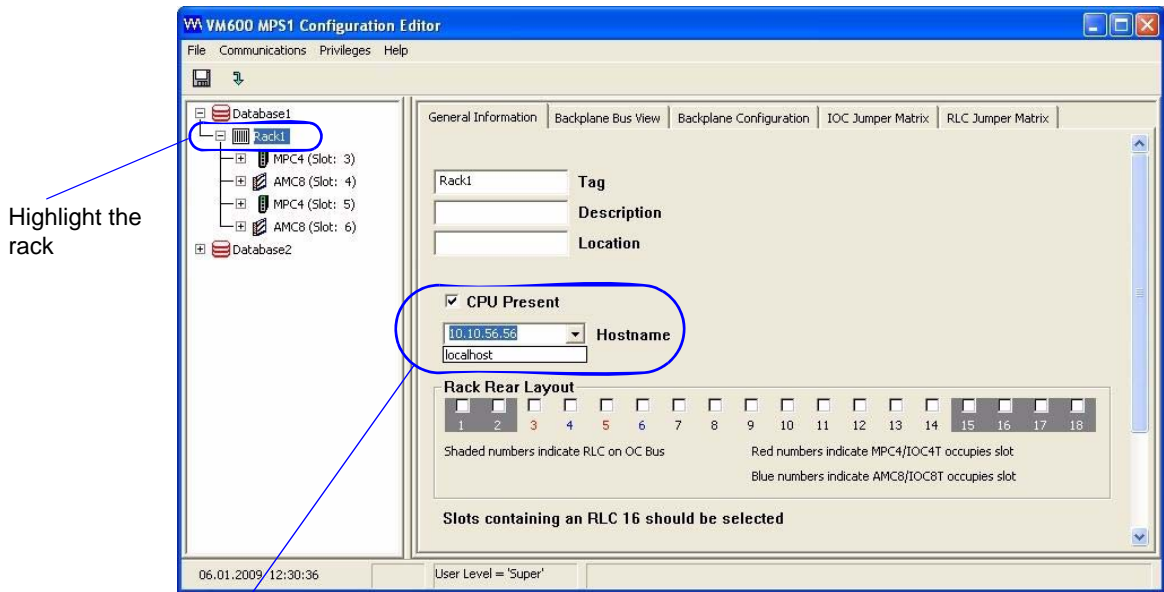 VM600 MPS1 Configuration Editor
File Communications Privileges Help
Database1
Rack1
MPC4 (Slot: 3)
AMC8 (Slot: 4)
MPC4 (Slot: 5)
AMC8 (Slot: 6)
Database2
Highlight the
rack
General Information Backplane Bus View Backplane Configuration IOC Jumper Matrix RLC Jumper Matrix
Rack1 Tag
Description
Location
CPU Present
10.10.56.56 Hostname
localhost
Rack Rear Layout
1 2 3 4 5 6 7 8 9 10 11 12 13 14 15 16 17 18
Shaded numbers indicate RLC on OC Bus Red numbers indicate MPC4/IOC4T occupies slot
Blue numbers indicate AMC8/IOC8T occupies slot
Slots containing an RLC 16 should be selected
06.01.2009 12:30:36 User Level = 'Super'